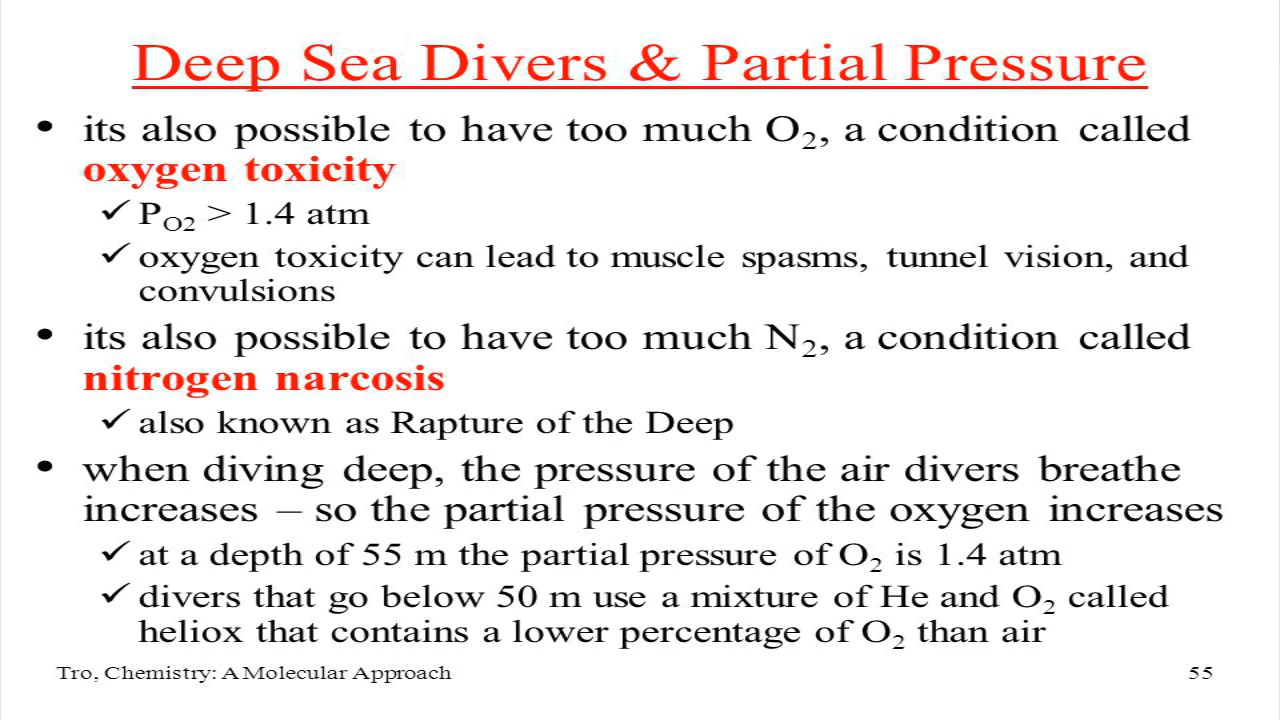 Deep Sea Divers & Partial Pressure
• its also possible to have too much O₂, a condition called
oxygen toxicity
✓ P_O2 > 1.4 atm
✓ oxygen toxicity can lead to muscle spasms, tunnel vision, and
convulsions
• its also possible to have too much N₂, a condition called
nitrogen narcosis
✓ also known as Rapture of the Deep
• when diving deep, the pressure of the air divers breathe
increases – so the partial pressure of the oxygen increases
✓ at a depth of 55 m the partial pressure of O₂ is 1.4 atm
✓ divers that go below 50 m use a mixture of He and O₂ called
heliox that contains a lower percentage of O₂ than air
Tro, Chemistry: A Molecular Approach
55